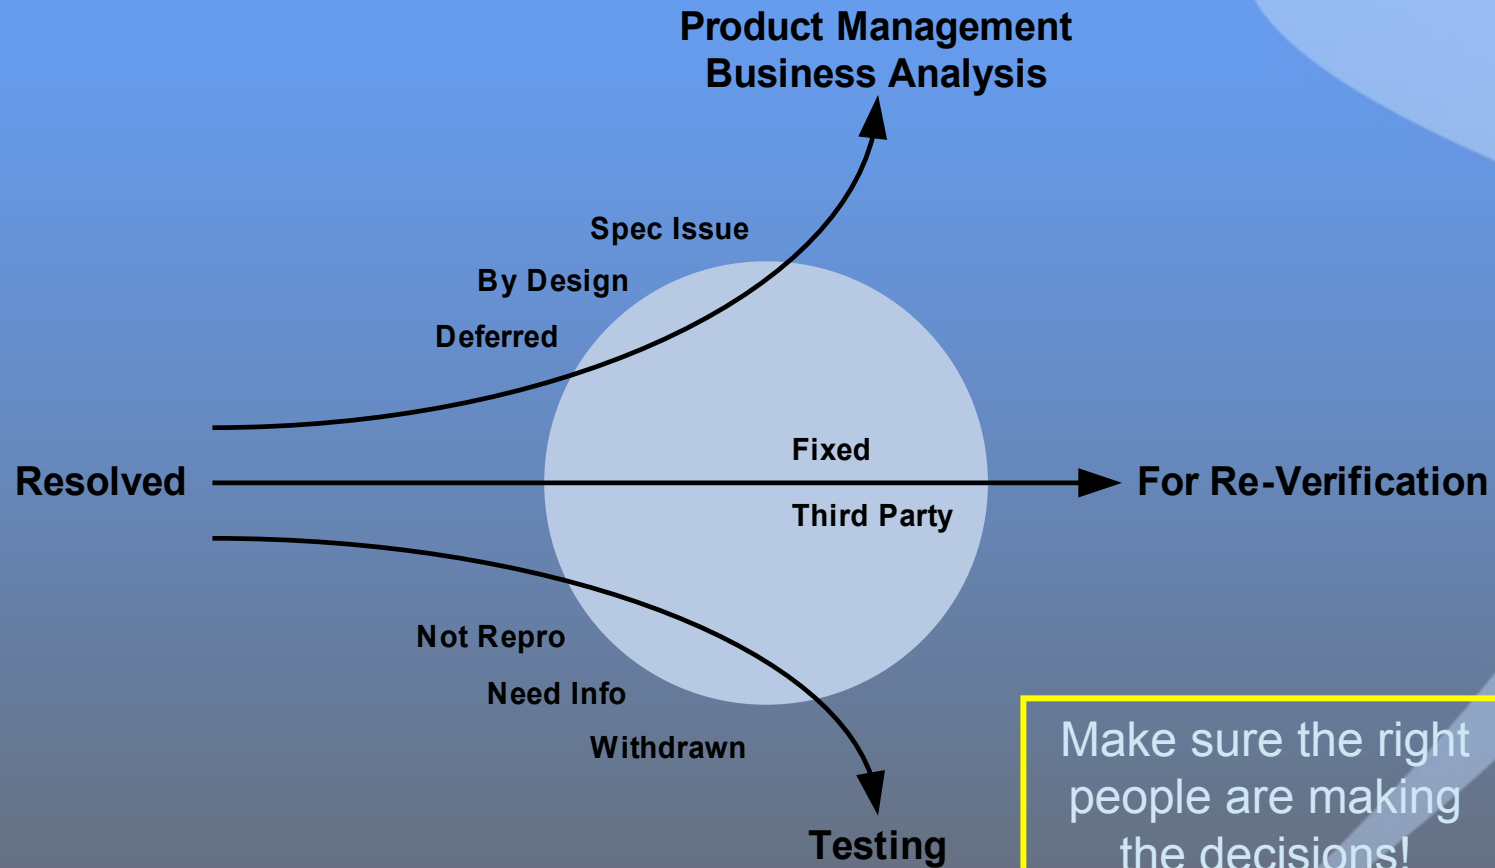 Product Management
Business Analysis
Spec Issue
By Design
Deferred
Fixed
Resolved
For Re-Verification
Third Party
Not Repro
Need Info
Withdrawn
Make sure the right
people are making
the decisions!
Testing